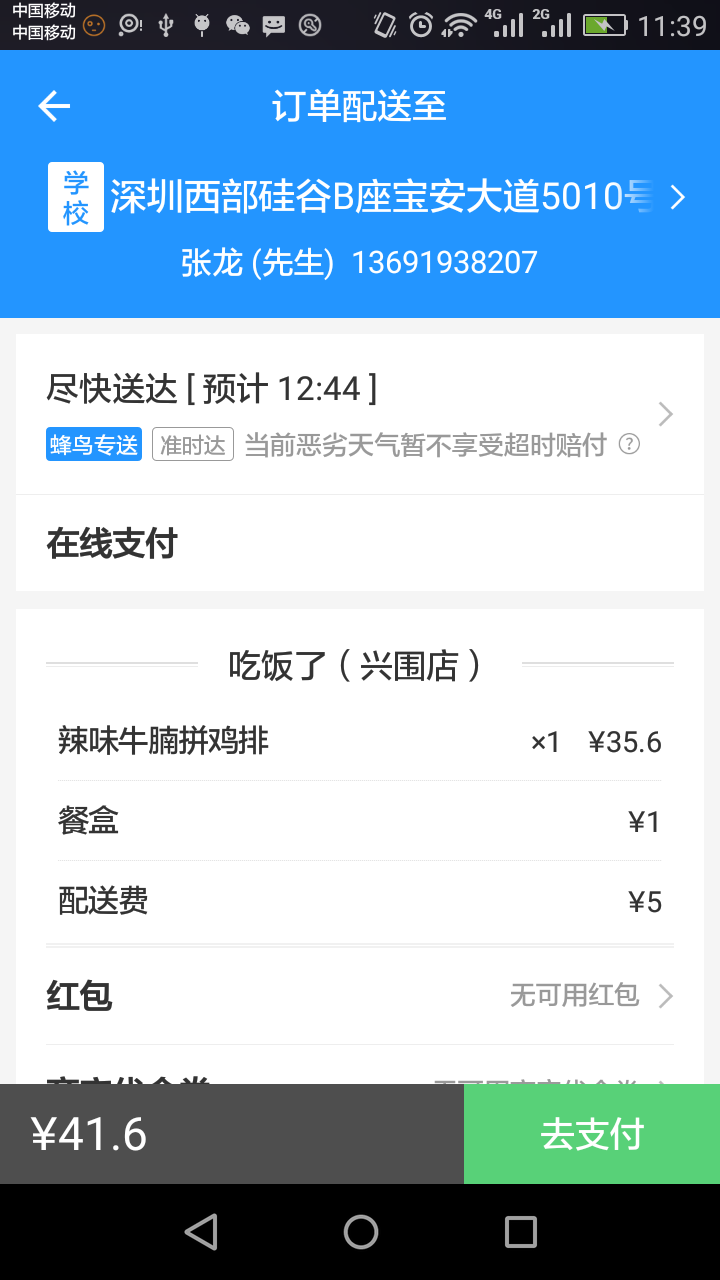 中国移动
中国移动
4G 2G 11:39
订单配送至
学校 深圳西部硅谷B座宝安大道5010号
张龙 (先生) 13691938207
尽快送达 [ 预计 12:44 ]
蜂鸟专送 准时达 当前恶劣天气暂不享受超时赔付 ?
在线支付
吃饭了（兴围店）
辣味牛腩拼鸡排 ×1 ¥35.6
餐盒 ¥1
配送费 ¥5
红包 无可用红包
¥41.6 去支付